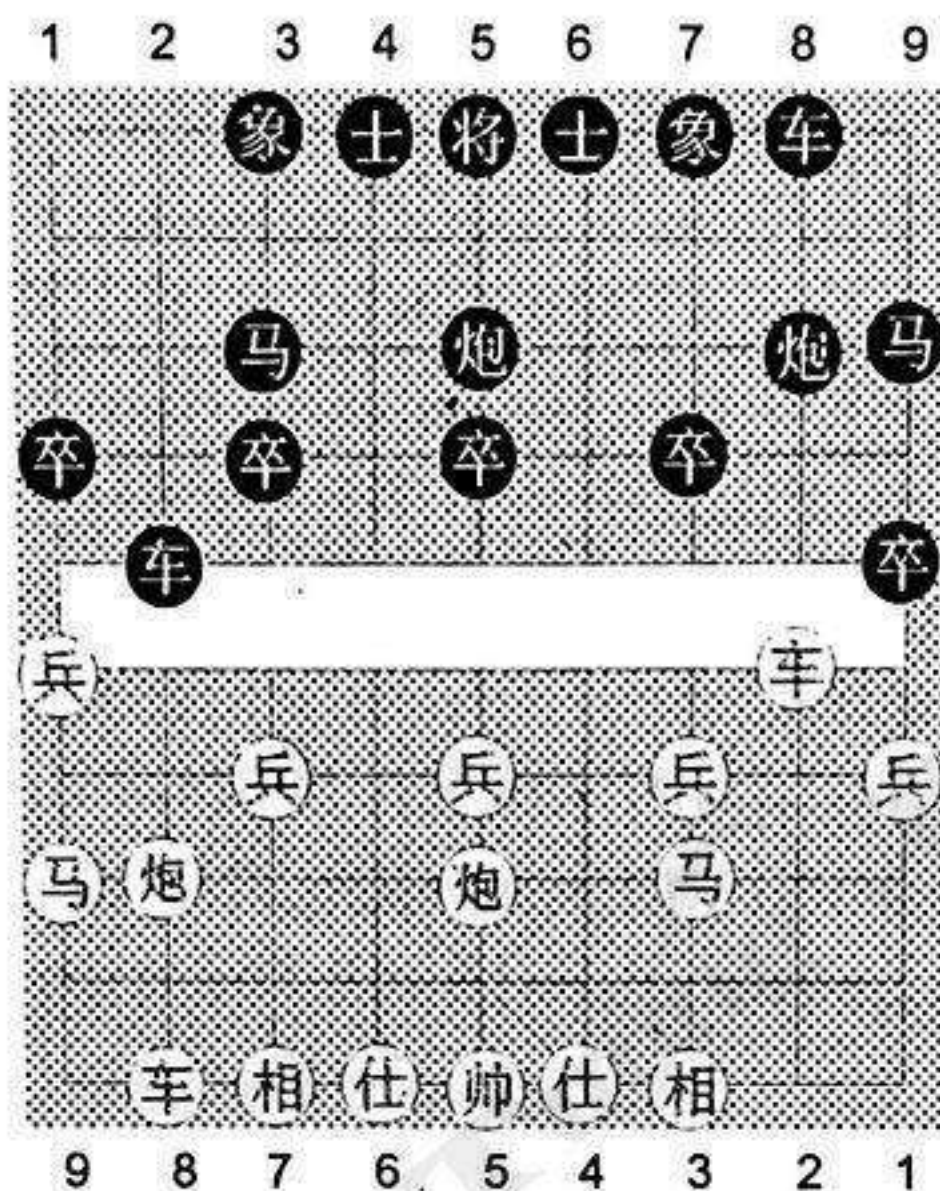 1 2 3 4 5 6 7 8 9
象 士 将 士 象 车
马 炮 炮 马
卒 卒 卒 卒
车 卒
兵 车
兵 兵 兵 兵
马 炮 炮 马
车 相 仕 帅 仕 相
9 8 7 6 5 4 3 2 1